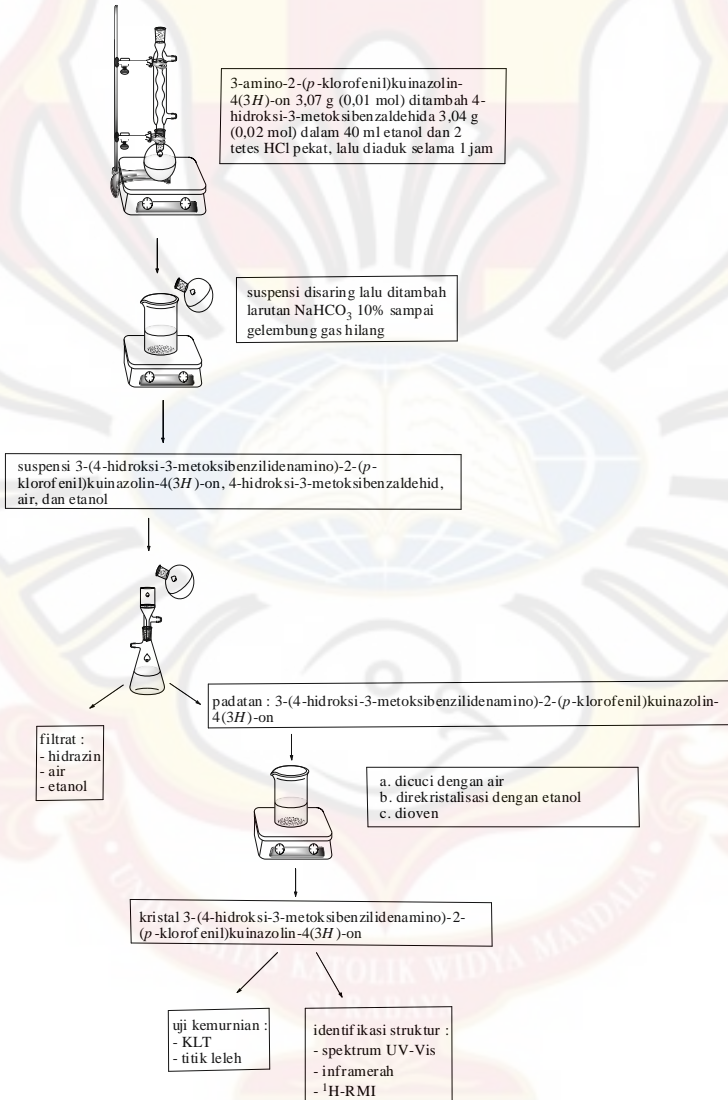 3-amino-2-(p-klorofenil)kuinazolin-
4(3H)-on 3,07 g (0,01 mol) ditambah 4-
hidroksi-3-metoksibenzaldehida 3,04 g
(0,02 mol) dalam 40 ml etanol dan 2
tetes HCl pekat, lalu diaduk selama 1 jam
suspensi disaring lalu ditambah
larutan NaHCO3 10% sampai
gelembung gas hilang
suspensi 3-(4-hidroksi-3-metoksibenzilidenamino)-2-(p-
klorofenil)kuinazolin-4(3H)-on, 4-hidroksi-3-metoksibenzaldehid,
air, dan etanol
padatan : 3-(4-hidroksi-3-metoksibenzilidenamino)-2-(p-klorofenil)kuinazolin-
4(3H)-on
filtrat :
- hidrazin
- air
- etanol
a. dicuci dengan air
b. direkristalisasi dengan etanol
c. dioven
kristal 3-(4-hidroksi-3-metoksibenzilidenamino)-2-
(p-klorofenil)kuinazolin-4(3H)-on
uji kemurnian :
- KLT
- titik leleh
identifikasi struktur :
- spektrum UV-Vis
- inframerah
- 1H-RMI
UNIVERSITAS KATOLIK WIDYA MANDALA
SURABAYA